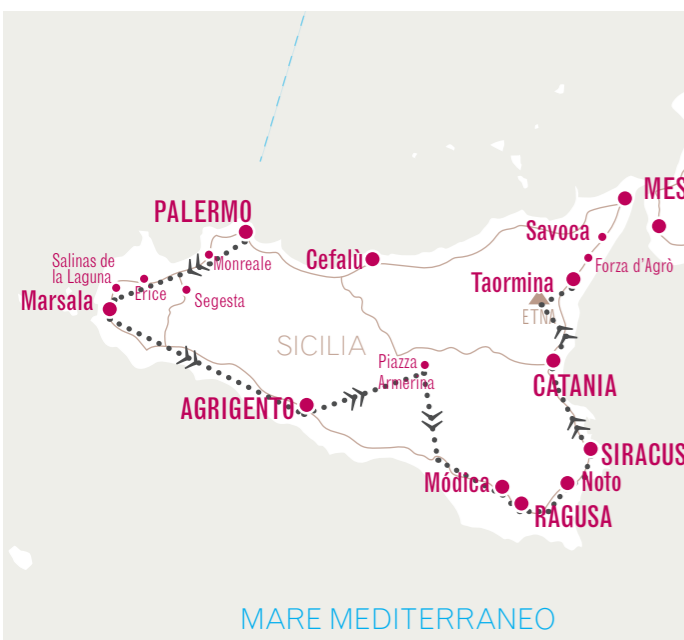 MES
PALERMO
Savoca
Monreale
Cefalù
Forza d'Agrò
Salinas de
la Laguna
Erice
Segesta
Taormina
Marsala
ETNA
SICILIA
Piazza
Armerina
CATANIA
AGRIGENTO
SIRACUS
Módica
Noto
RAGUSA
MARE MEDITERRANEO